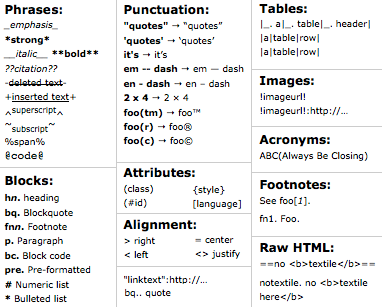 Phrases:
_emphasis_
*strong*
__italic__ **bold**
??citation??
-deleted text-
+inserted text+
^superscript^
~subscript~
%span%
@code@
Blocks:
hn. heading
bq. Blockquote
fnn. Footnote
p. Paragraph
bc. Block code
pre. Pre-formatted
# Numeric list
* Bulleted list
Punctuation:
"quotes" → “quotes”
'quotes' → ‘quotes’
it's → it’s
em -- dash → em — dash
en - dash → en – dash
2 x 4 → 2 × 4
foo(tm) → foo™
foo(r) → foo®
foo(c) → foo©
Attributes:
(class) {style}
(#id) [language]
Alignment:
> right = center
< left <> justify
"linktext":http://…
bq.. quote
Tables:
|_. a|_. table|_. header|
|a|table|row|
|a|table|row|
Images:
!imageurl!
!imageurl!:http://…
Acronyms:
ABC(Always Be Closing)
Footnotes:
See foo[1].
fn1. Foo.
Raw HTML:
==no <b>textile</b>==
notextile. no <b>textile
here</b>